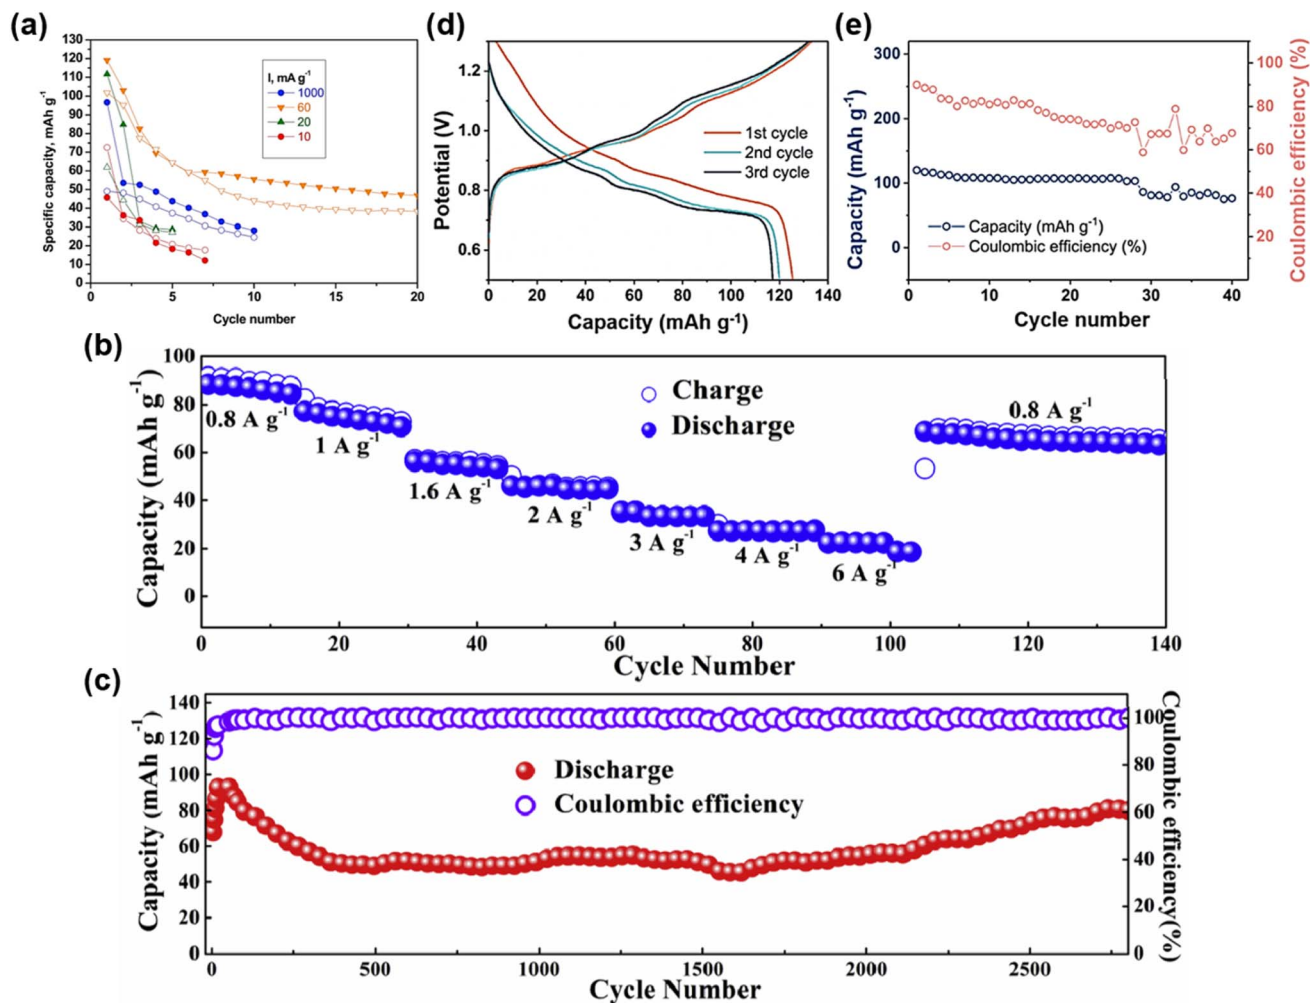 (a)
Specific capacity, mAh g⁻¹
130
120
110
100
90
80
70
60
50
40
30
20
10
0
I, mA g⁻¹
1000
60
20
10
0 5 10 15 20
Cycle number
(d)
Potential (V)
1.2
1.0
0.8
0.6
1st cycle
2nd cycle
3rd cycle
0 20 40 60 80 100 120 140
Capacity (mAh g⁻¹)
(e)
Capacity (mAh g⁻¹)
300
200
100
0
Capacity (mAh g⁻¹)
Coulombic efficiency (%)
100
80
60
40
20
Coulombic efficiency (%)
0 10 20 30 40
Cycle number
(b)
Capacity (mAh g⁻¹)
100
80
60
40
20
0
Charge
Discharge
0.8 A g⁻¹
1 A g⁻¹
1.6 A g⁻¹
2 A g⁻¹
3 A g⁻¹
4 A g⁻¹
6 A g⁻¹
0.8 A g⁻¹
0 20 40 60 80 100 120 140
Cycle Number
(c)
Capacity (mAh g⁻¹)
140
120
100
80
60
40
20
0
Discharge
Coulombic efficiency
100
80
60
40
20
0
Coulombic efficiency(%)
0 500 1000 1500 2000 2500
Cycle Number